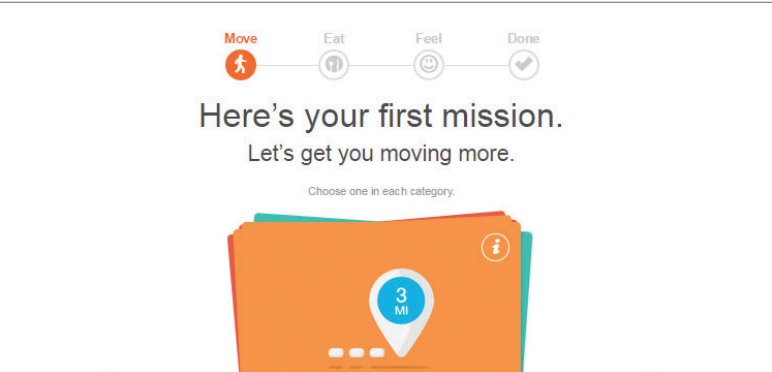 Move Eat Feel Done
Here's your first mission.
Let's get you moving more.
Choose one in each category.
i
3
MI